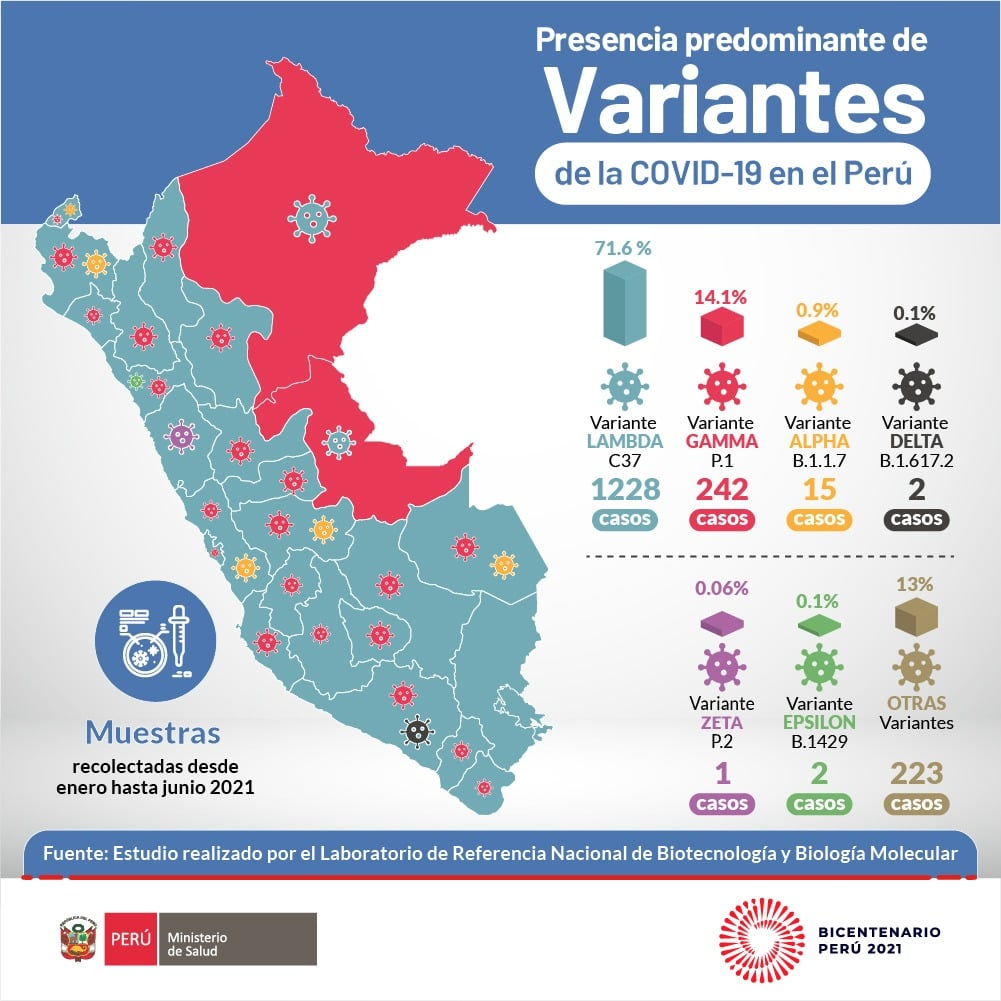 Presencia predominante de
Variantes
de la COVID-19 en el Perú
71.6 %
14.1%
0.9%
0.1%
Variante
LAMBDA
C37
1228
casos
Variante
GAMMA
P.1
242
casos
Variante
ALPHA
B.1.1.7
15
casos
Variante
DELTA
B.1.617.2
2
casos
0.06%
0.1%
13%
Variante
ZETA
P.2
1
casos
Variante
EPSILON
B.1429
2
casos
OTRAS
Variantes
223
casos
Muestras
recolectadas desde
enero hasta junio 2021
Fuente: Estudio realizado por el Laboratorio de Referencia Nacional de Biotecnología y Biología Molecular
REPÚBLICA DEL PERÚ
PERÚ
Ministerio
de Salud
BICENTENARIO
PERÚ 2021